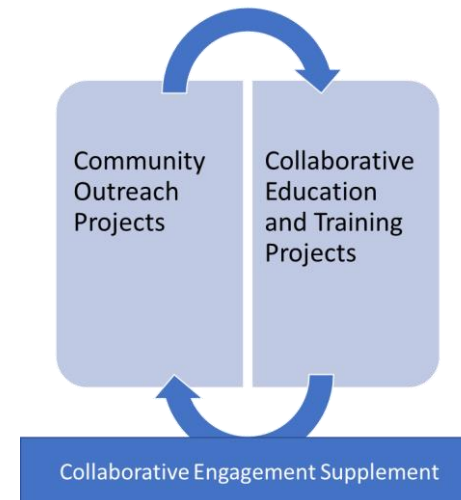 Community
Outreach
Projects
Collaborative
Education
and Training
Projects
Collaborative Engagement Supplement